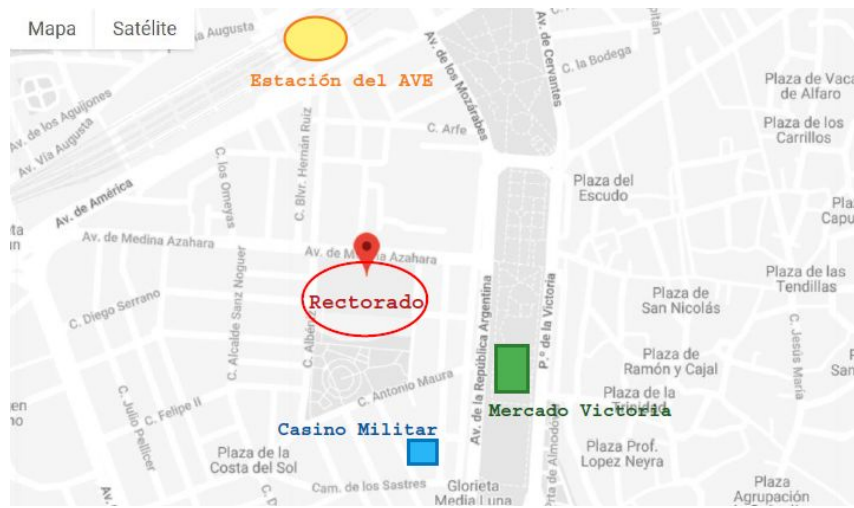 Mapa
Satélite
Augusta
Estación del AVE
Av. de los Mozárabes
Av. de Cervantes
C. la Bodega
Plaza de Vaca
de Alfaro
Plaza de los
Carrillos
Av. de los Aguijones
Av. Vía Augusta
C. Arfe
C. Blvr. Hernán Ruiz
C. los Omeyas
Plaza del
Escudo
Av. de América
Av. de Medina Azahara
Av. de M a Azahara
Rectorado
Plaza de las
Tendillas
Plaza de
San Nicolás
C. Diego Serrano
C. Alcalde Sanz Noguer
C. Albéniz
Av. de la República Argentina
P.º de la Victoria
Plaza de
Ramón y Cajal
C. Jesús María
San
C. Antonio Maura
Plaza de la
Trinidad
Mercado Victoria
C. Felipe II
C. Julio Pellicer
Casino Militar
Plaza de la
Costa del Sol
Plaza Prof.
Lopez Neyra
rta de Almodóv
Cam. de los Sastres
Glorieta
Media Luna
Plaza
Agrupación